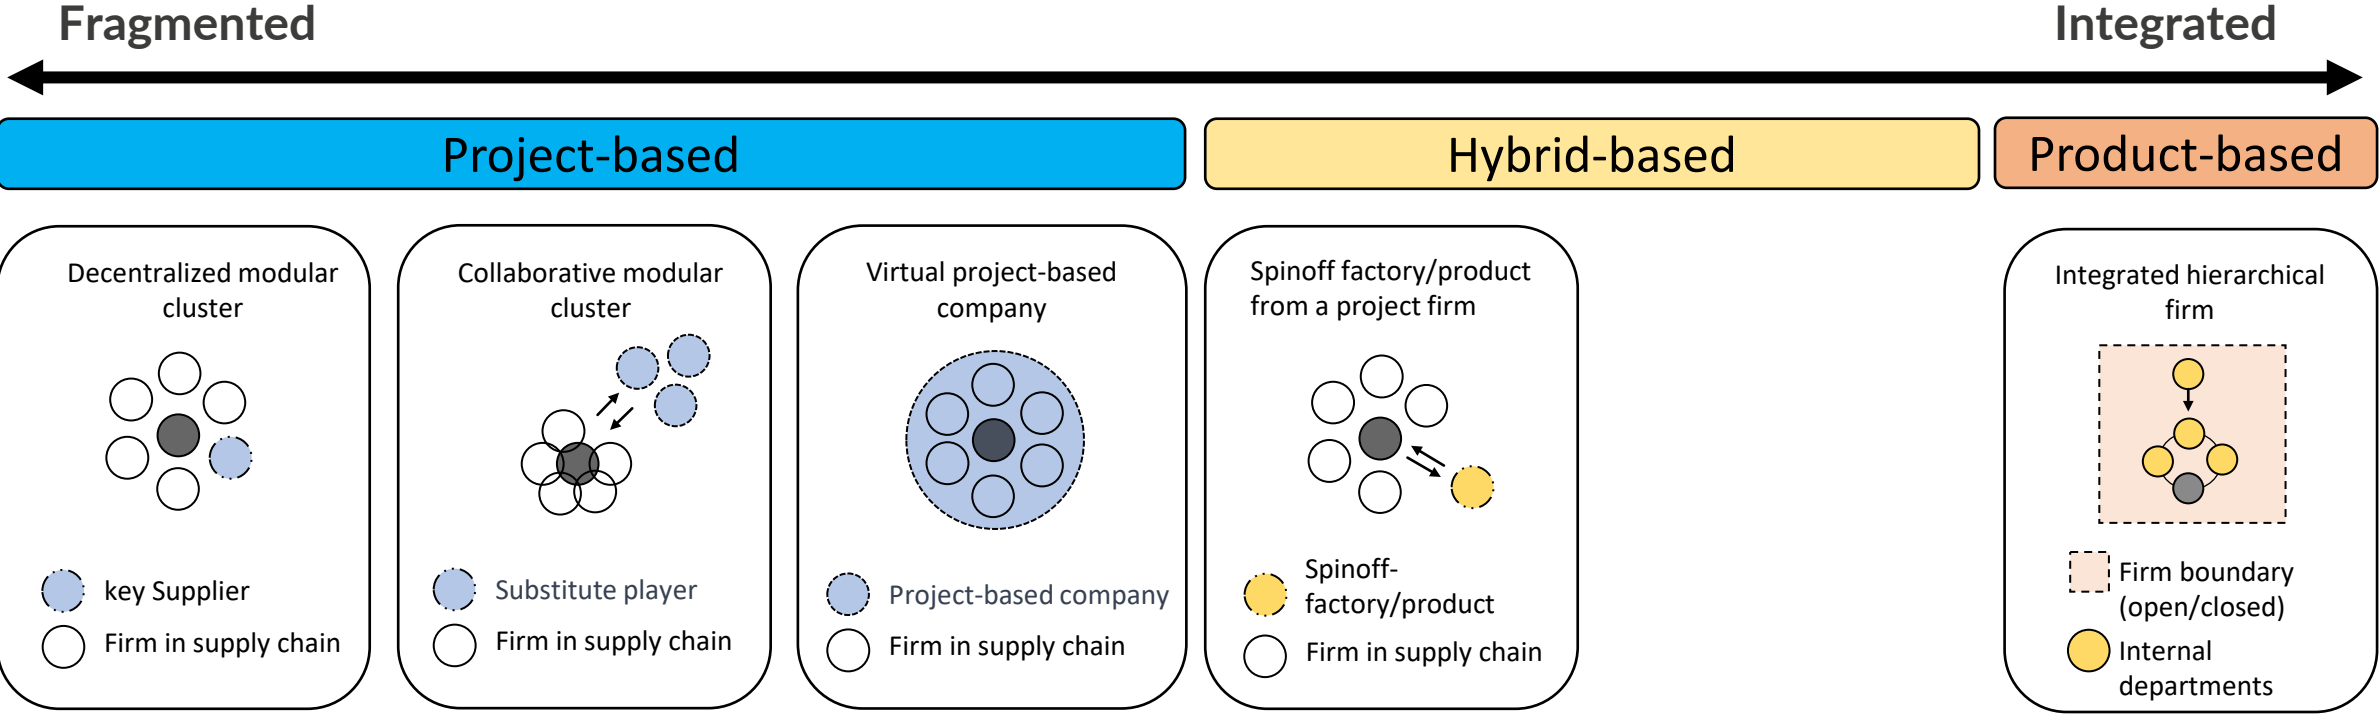 Fragmented
Integrated
Project-based
Hybrid-based
Product-based
Decentralized modular
cluster
key Supplier
Firm in supply chain
Collaborative modular
cluster
Substitute player
Firm in supply chain
Virtual project-based
company
Project-based company
Firm in supply chain
Spinoff factory/product
from a project firm
Spinoff-
factory/product
Firm in supply chain
Integrated hierarchical
firm
Firm boundary
(open/closed)
Internal
departments